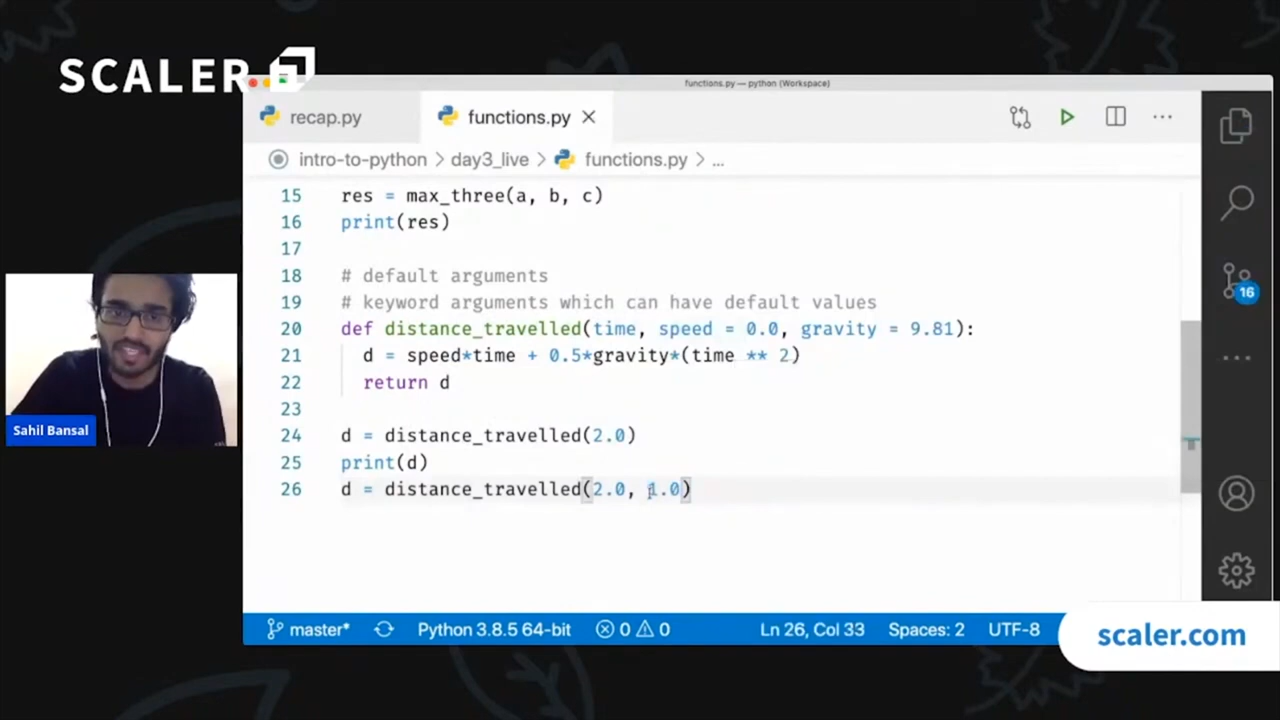 SCALER
functions.py — python (Workspace)
recap.py
functions.py
intro-to-python > day3_live > functions.py > ...
15 res = max_three(a, b, c)
16 print(res)
17
18 # default arguments
19 # keyword arguments which can have default values
20 def distance_travelled(time, speed = 0.0, gravity = 9.81):
21 d = speed*time + 0.5*gravity*(time ** 2)
22 return d
23
24 d = distance_travelled(2.0)
25 print(d)
26 d = distance_travelled(2.0, 1.0)
16
Sahil Bansal
master* Python 3.8.5 64-bit 0 0 Ln 26, Col 33 Spaces: 2 UTF-8
scaler.com